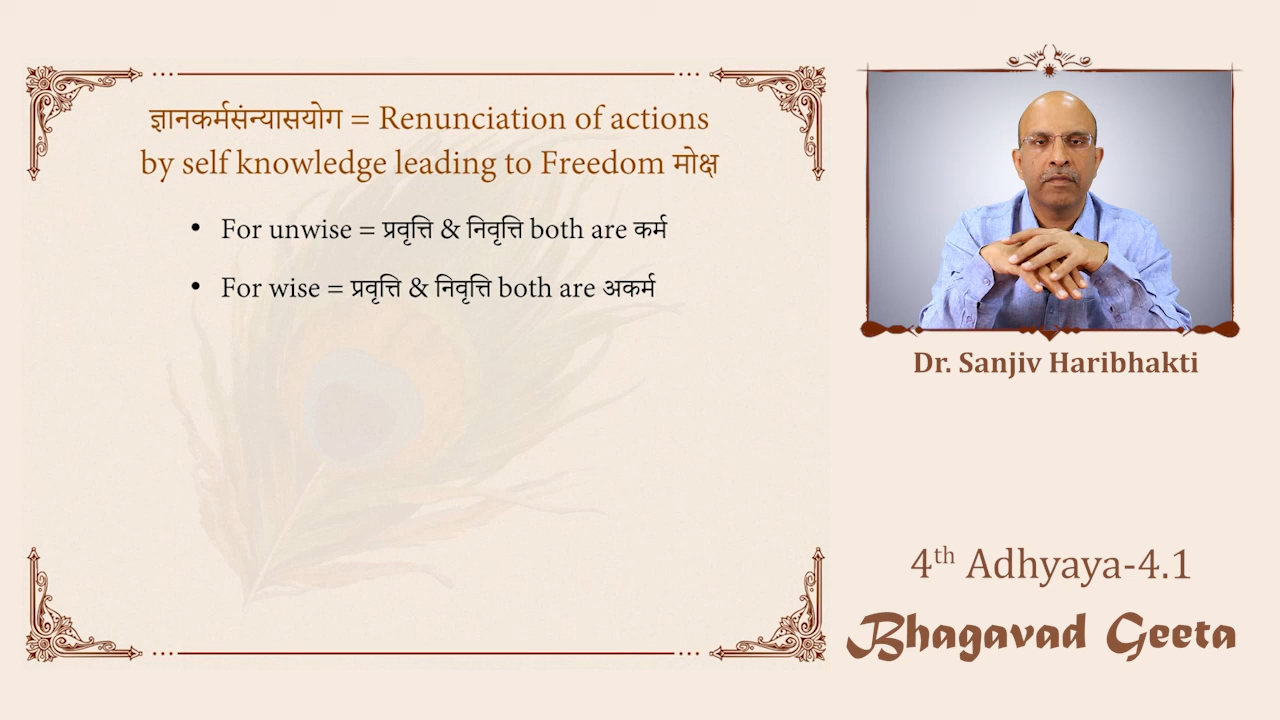 ज्ञानकर्मसंन्यासयोग = Renunciation of actions
by self knowledge leading to Freedom मोक्ष
• For unwise = प्रवृत्ति & निवृत्ति both are कर्म
• For wise = प्रवृत्ति & निवृत्ति both are अकर्म
Dr. Sanjiv Haribhakti
4th Adhyaya-4.1
Bhagavad Geeta